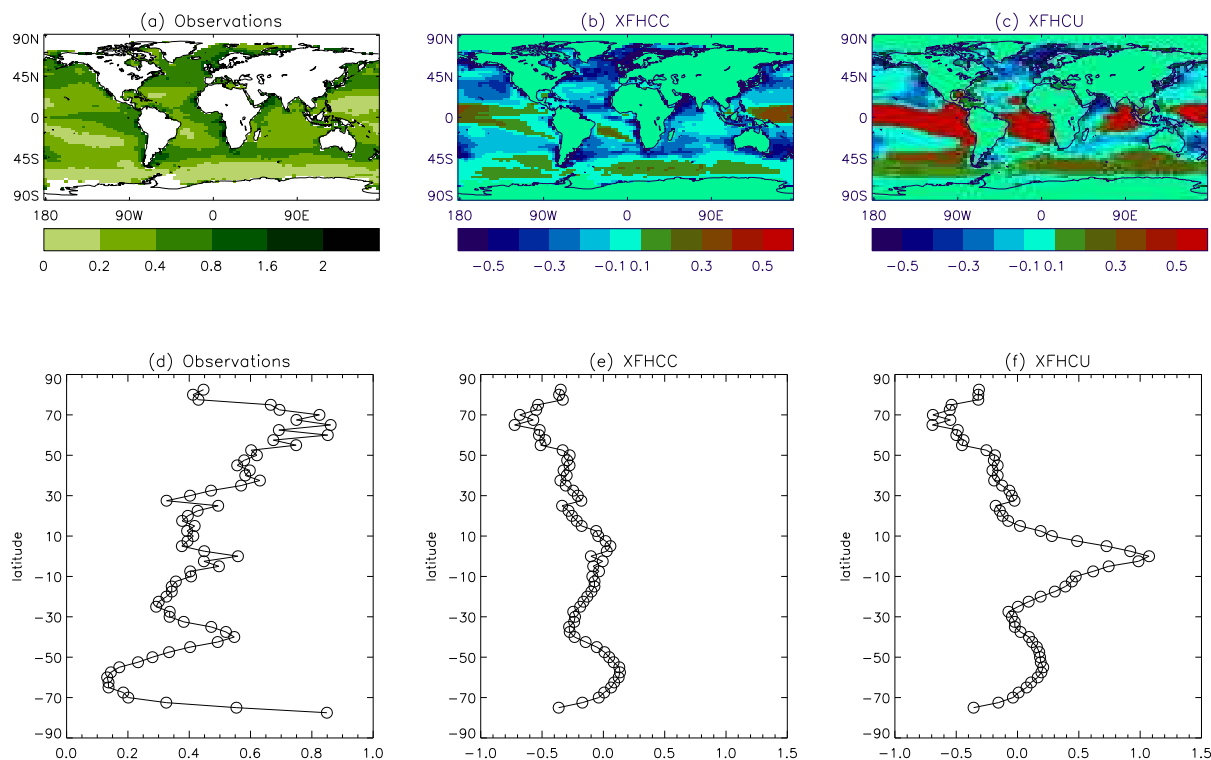 (a) Observations
(b) XFHCC
(c) XFHCU
90N
45N
0
45S
90S
180 90W 0 90E
0 0.2 0.4 0.8 1.6 2
90N
45N
0
45S
90S
180 90W 0 90E
−0.5 −0.3 −0.1 0.1 0.3 0.5
90N
45N
0
45S
90S
180 90W 0 90E
−0.5 −0.3 −0.1 0.1 0.3 0.5
(d) Observations
(e) XFHCC
(f) XFHCU
90
70
50
30
10
−10
−30
−50
−70
−90
latitude
0.0 0.2 0.4 0.6 0.8 1.0
90
70
50
30
10
−10
−30
−50
−70
−90
latitude
−1.0 −0.5 0.0 0.5 1.0 1.5
90
70
50
30
10
−10
−30
−50
−70
−90
latitude
−1.0 −0.5 0.0 0.5 1.0 1.5